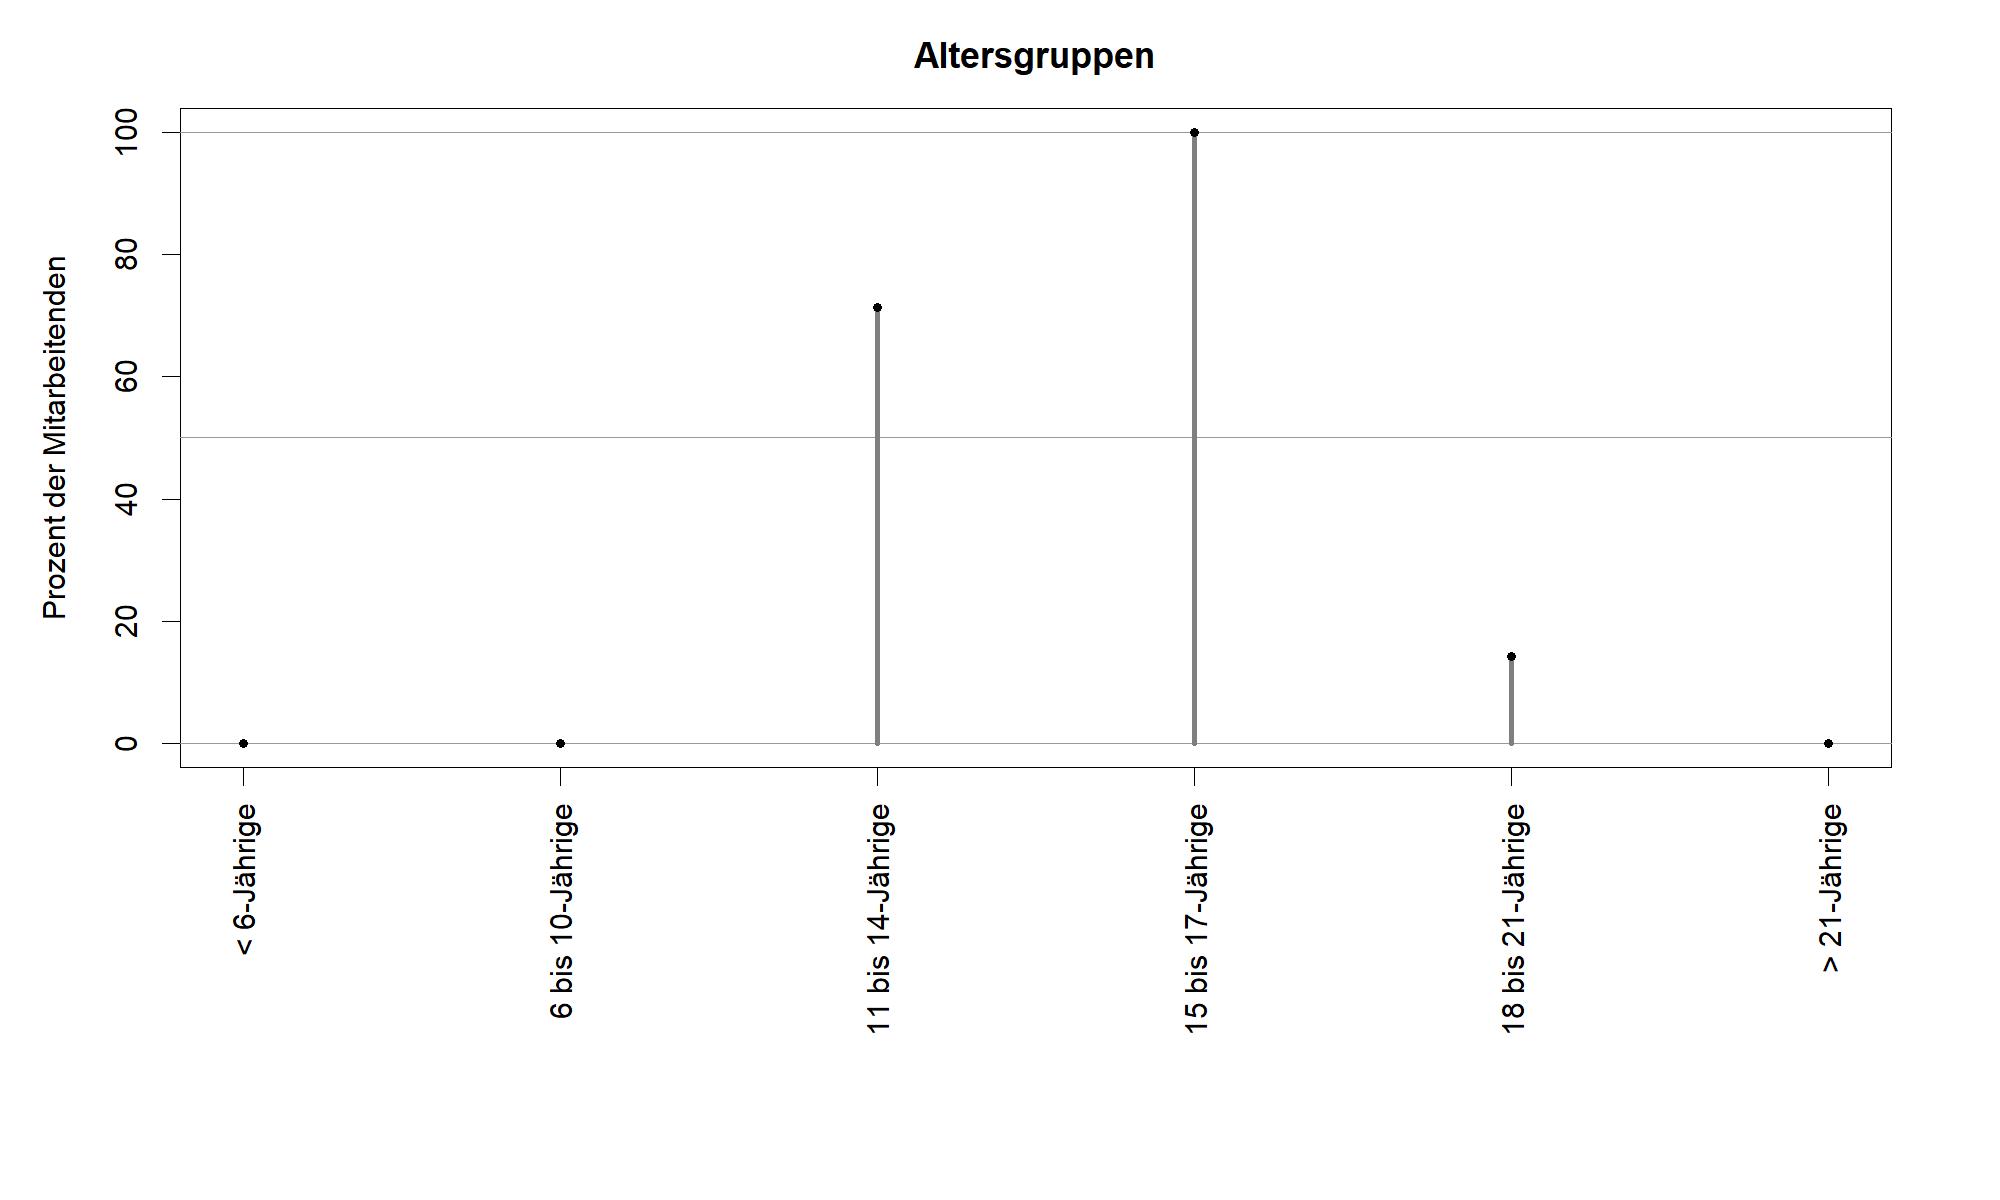 Altersgruppen
Prozent der Mitarbeitenden
100
80
60
40
20
0
< 6-Jährige
6 bis 10-Jährige
11 bis 14-Jährige
15 bis 17-Jährige
18 bis 21-Jährige
> 21-Jährige